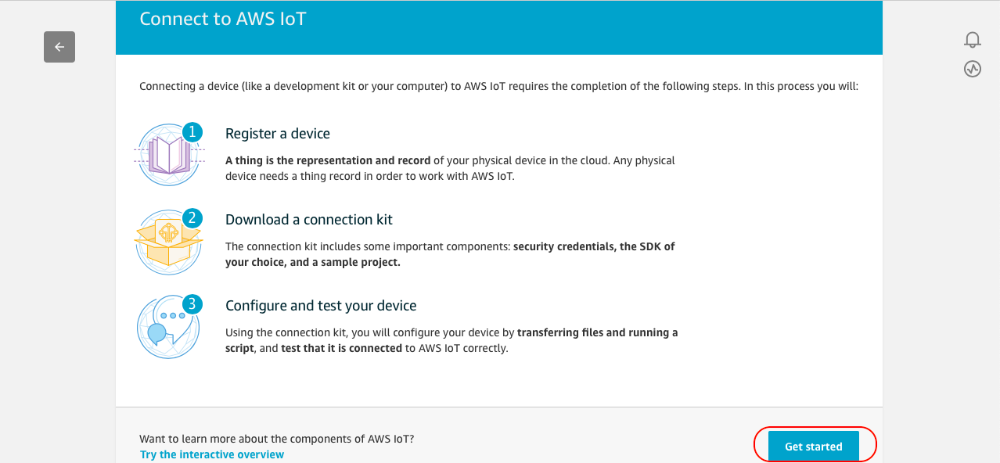 Connect to AWS IoT
Connecting a device (like a development kit or your computer) to AWS IoT requires the completion of the following steps. In this process you will:
1
Register a device
A thing is the representation and record of your physical device in the cloud. Any physical
device needs a thing record in order to work with AWS IoT.
2
Download a connection kit
The connection kit includes some important components: security credentials, the SDK of
your choice, and a sample project.
3
Configure and test your device
Using the connection kit, you will configure your device by transferring files and running a
script, and test that it is connected to AWS IoT correctly.
Want to learn more about the components of AWS IoT?
Try the interactive overview
Get started